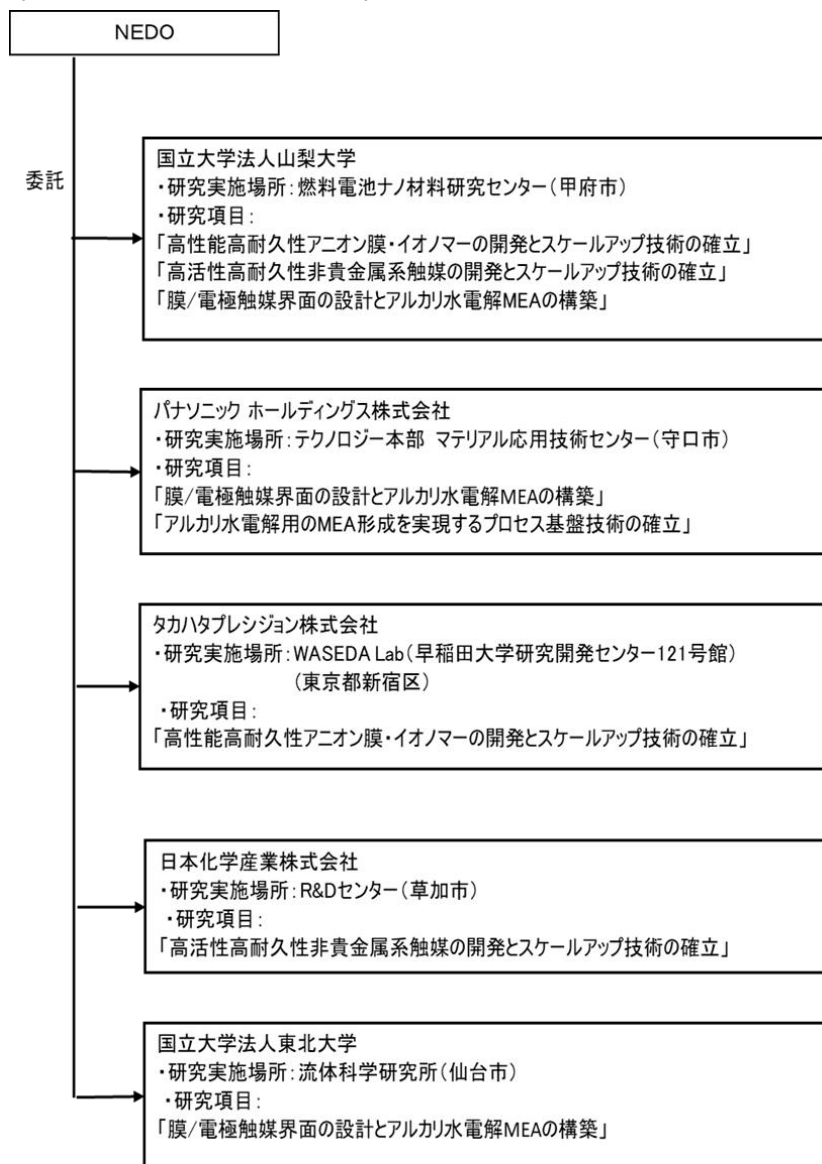 NEDO
委託
国立大学法人山梨大学
・研究実施場所：燃料電池ナノ材料研究センター（甲府市）
・研究項目：
「高性能高耐久性アニオン膜・イオノマーの開発とスケールアップ技術の確立」
「高活性高耐久性非貴金属系触媒の開発とスケールアップ技術の確立」
「膜/電極触媒界面の設計とアルカリ水電解MEAの構築」
パナソニック ホールディングス株式会社
・研究実施場所：テクノロジー本部 マテリアル応用技術センター（守口市）
・研究項目：
「膜/電極触媒界面の設計とアルカリ水電解MEAの構築」
「アルカリ水電解用のMEA形成を実現するプロセス基盤技術の確立」
タカハタプレシジョン株式会社
・研究実施場所：WASEDA Lab（早稲田大学研究開発センター121号館）
（東京都新宿区）
・研究項目：
「高性能高耐久性アニオン膜・イオノマーの開発とスケールアップ技術の確立」
日本化学産業株式会社
・研究実施場所：R&Dセンター（草加市）
・研究項目：
「高活性高耐久性非貴金属系触媒の開発とスケールアップ技術の確立」
国立大学法人東北大学
・研究実施場所：流体科学研究所（仙台市）
・研究項目：
「膜/電極触媒界面の設計とアルカリ水電解MEAの構築」